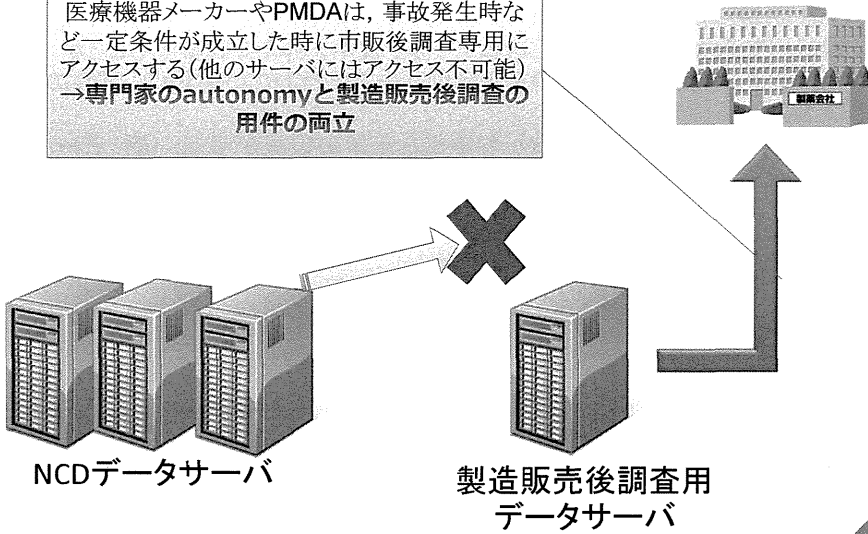 医療機器メーカーやPMDAは，事故発生時な
ど一定条件が成立した時に市販後調査専用に
アクセスする(他のサーバにはアクセス不可能)
→専門家のautonomyと製造販売後調査の
用件の両立
製薬会社
NCDデータサーバ
製造販売後調査用
データサーバ